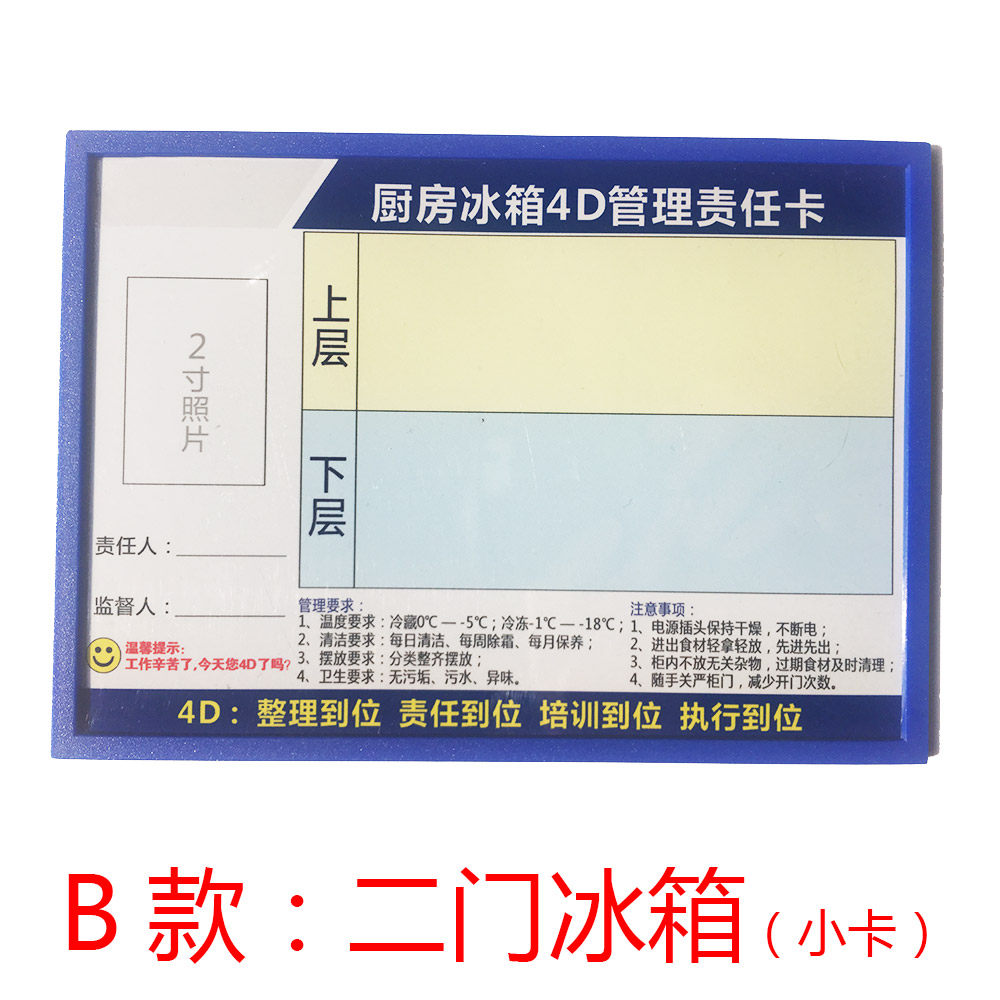 厨房冰箱4D管理责任卡
2寸照片
上层
下层
责任人：
监督人：
温馨提示：
工作辛苦了,今天您4D了吗？
管理要求：
1、温度要求：冷藏0℃ — -5℃；冷冻-1℃ — -18℃；
2、清洁要求：每日清洁、每周除霜、每月保养；
3、摆放要求：分类整齐摆放；
4、卫生要求：无污垢、污水、异味。
注意事项：
1、电源插头保持干燥，不断电；
2、进出食材轻拿轻放，先进先出；
3、柜内不放无关杂物，过期食材及时清理；
4、随手关严柜门，减少开门次数。
4D：整理到位 责任到位 培训到位 执行到位
B款：二门冰箱（小卡）